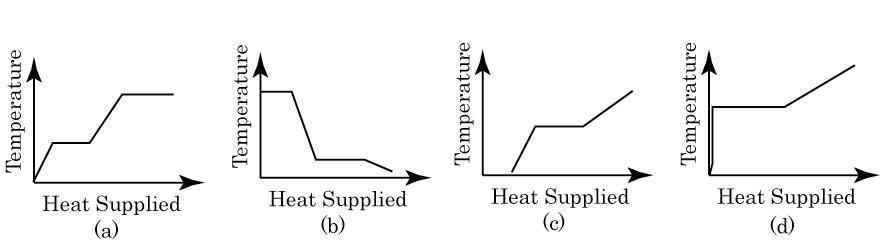 Temperature
Heat Supplied
(a)
Temperature
Heat Supplied
(b)
Temperature
Heat Supplied
(c)
Temperature
Heat Supplied
(d)